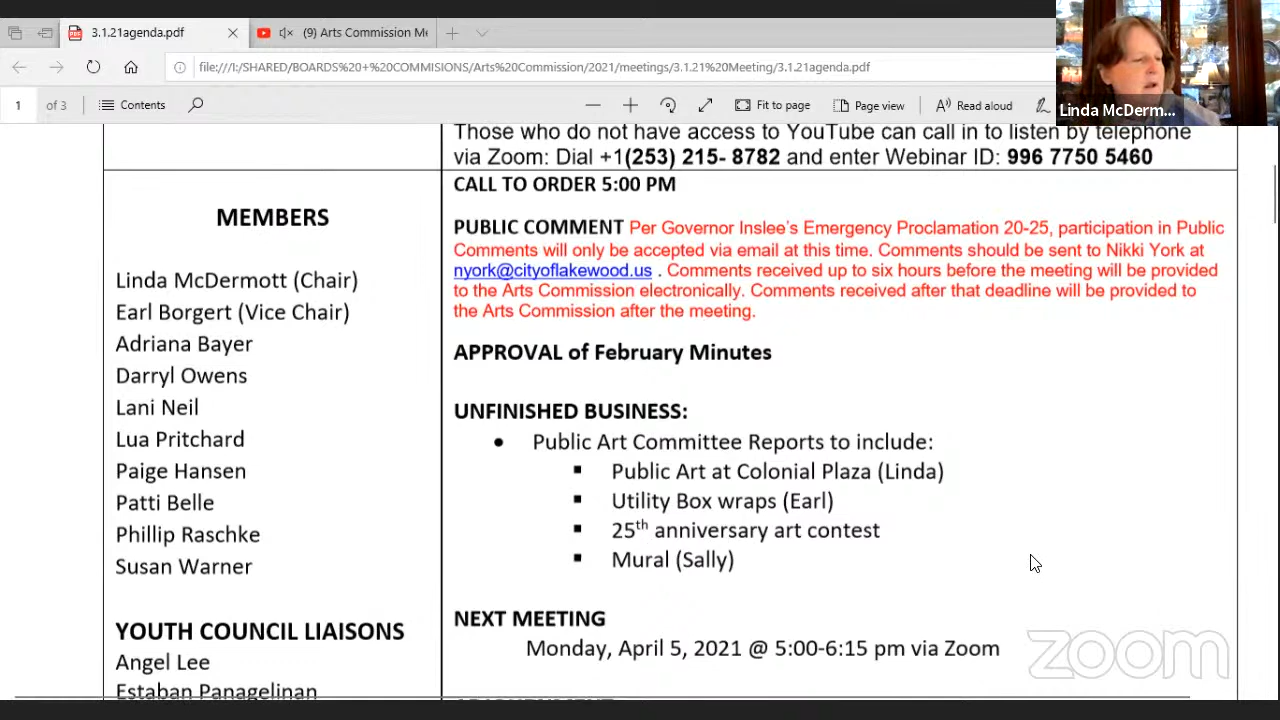 3.1.21agenda.pdf
(9) Arts Commission Me
file:///I:/SHARED/BOARDS%20+%20COMMISIONS/Arts%20Commission/2021/meetings/3.1.21%20Meeting/3.1.21agenda.pdf
1 of 3 Contents Fit to page Page view Read aloud
Linda McDerm...
Those who do not have access to YouTube can call in to listen by telephone
via Zoom: Dial +1(253) 215- 8782 and enter Webinar ID: 996 7750 5460
MEMBERS
Linda McDermott (Chair)
Earl Borgert (Vice Chair)
Adriana Bayer
Darryl Owens
Lani Neil
Lua Pritchard
Paige Hansen
Patti Belle
Phillip Raschke
Susan Warner
YOUTH COUNCIL LIAISONS
Angel Lee
Estaban Panagelinan
CALL TO ORDER 5:00 PM
PUBLIC COMMENT Per Governor Inslee's Emergency Proclamation 20-25, participation in Public
Comments will only be accepted via email at this time. Comments should be sent to Nikki York at
nyork@cityoflakewood.us . Comments received up to six hours before the meeting will be provided
to the Arts Commission electronically. Comments received after that deadline will be provided to
the Arts Commission after the meeting.
APPROVAL of February Minutes
UNFINISHED BUSINESS:
• Public Art Committee Reports to include:
▪ Public Art at Colonial Plaza (Linda)
▪ Utility Box wraps (Earl)
▪ 25th anniversary art contest
▪ Mural (Sally)
NEXT MEETING
Monday, April 5, 2021 @ 5:00-6:15 pm via Zoom
zoom